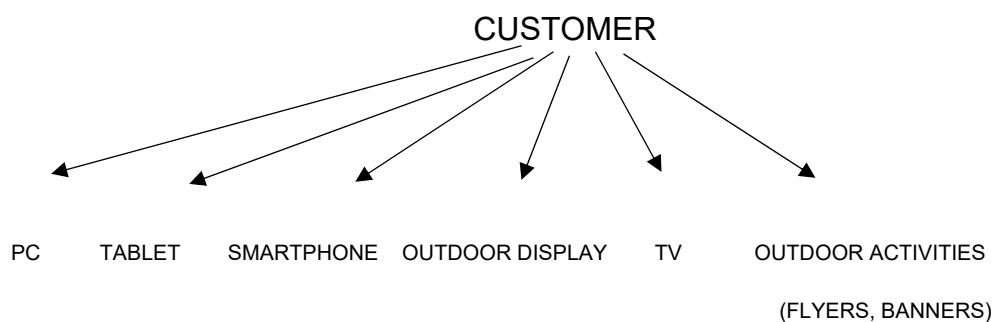 CUSTOMER
PC TABLET SMARTPHONE OUTDOOR DISPLAY TV OUTDOOR ACTIVITIES
(FLYERS, BANNERS)